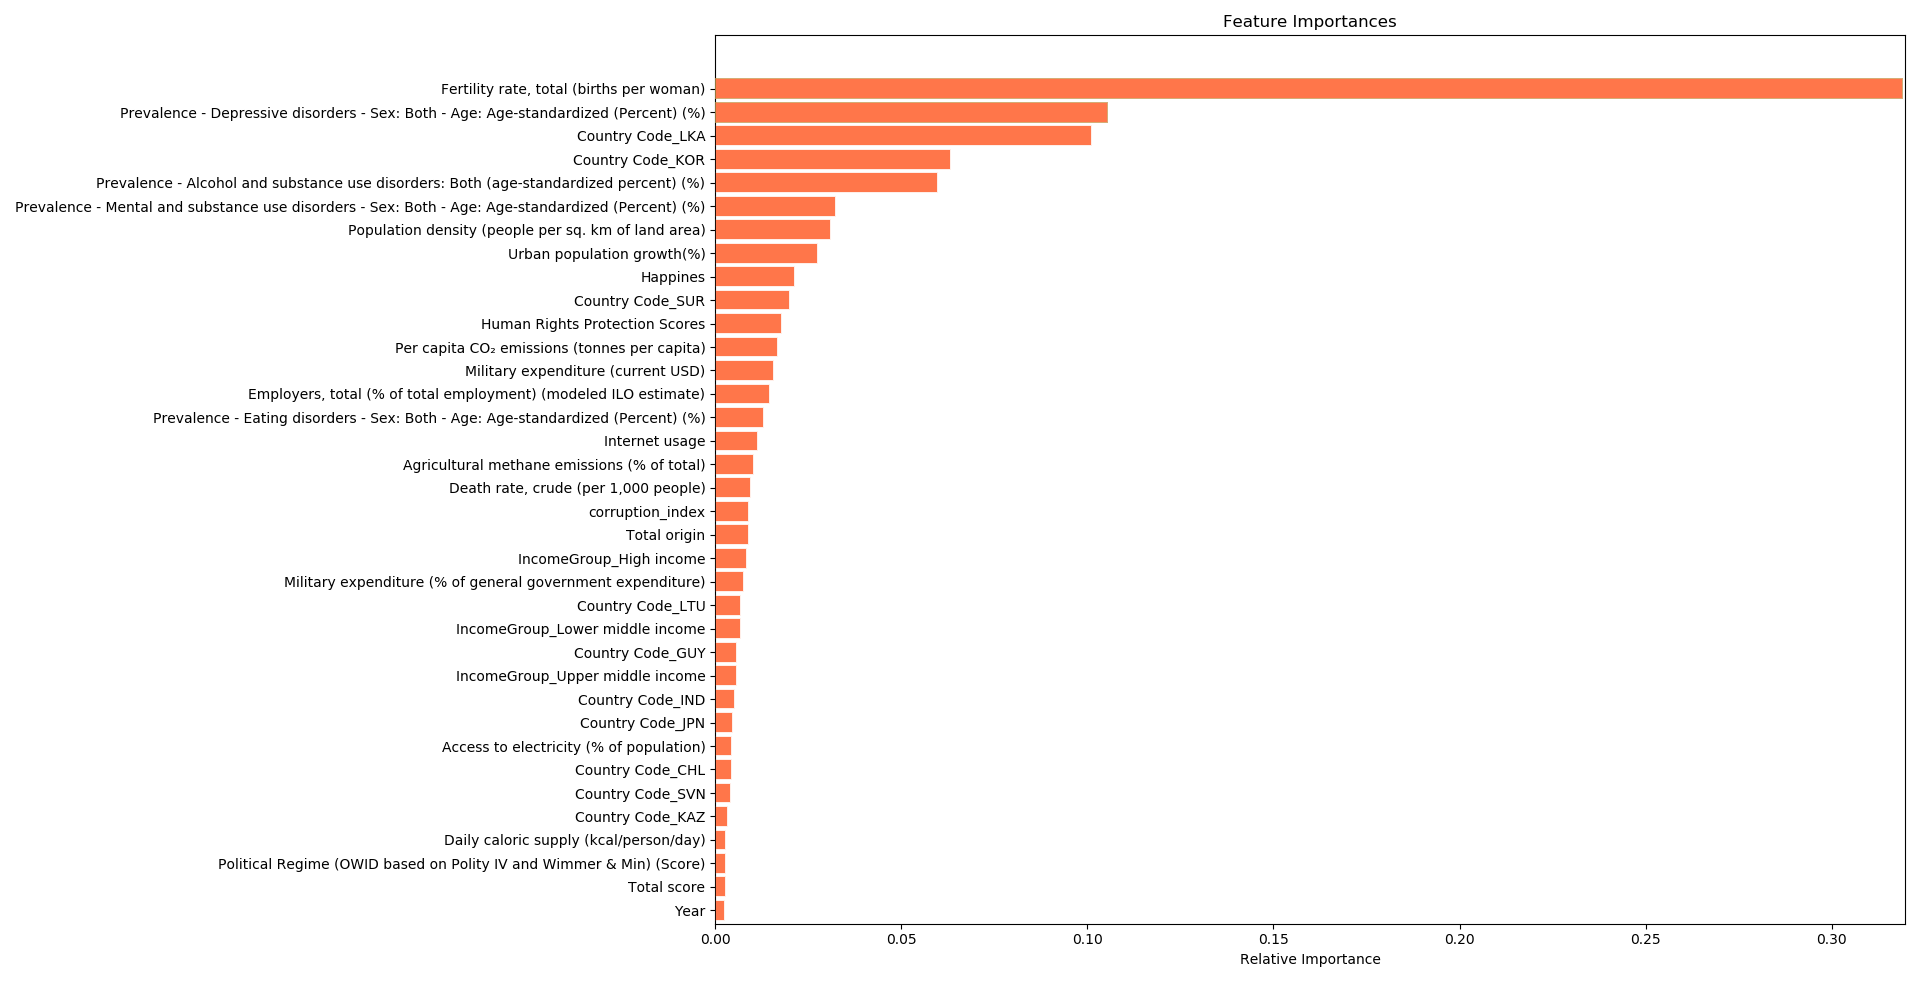 Feature Importances
Fertility rate, total (births per woman)
Prevalence - Depressive disorders - Sex: Both - Age: Age-standardized (Percent) (%)
Country Code_LKA
Country Code_KOR
Prevalence - Alcohol and substance use disorders: Both (age-standardized percent) (%)
Prevalence - Mental and substance use disorders - Sex: Both - Age: Age-standardized (Percent) (%)
Population density (people per sq. km of land area)
Urban population growth(%)
Happines
Country Code_SUR
Human Rights Protection Scores
Per capita CO₂ emissions (tonnes per capita)
Military expenditure (current USD)
Employers, total (% of total employment) (modeled ILO estimate)
Prevalence - Eating disorders - Sex: Both - Age: Age-standardized (Percent) (%)
Internet usage
Agricultural methane emissions (% of total)
Death rate, crude (per 1,000 people)
corruption_index
Total origin
IncomeGroup_High income
Military expenditure (% of general government expenditure)
Country Code_LTU
IncomeGroup_Lower middle income
Country Code_GUY
IncomeGroup_Upper middle income
Country Code_IND
Country Code_JPN
Access to electricity (% of population)
Country Code_CHL
Country Code_SVN
Country Code_KAZ
Daily caloric supply (kcal/person/day)
Political Regime (OWID based on Polity IV and Wimmer & Min) (Score)
Total score
Year
0.00 0.05 0.10 0.15 0.20 0.25 0.30
Relative Importance